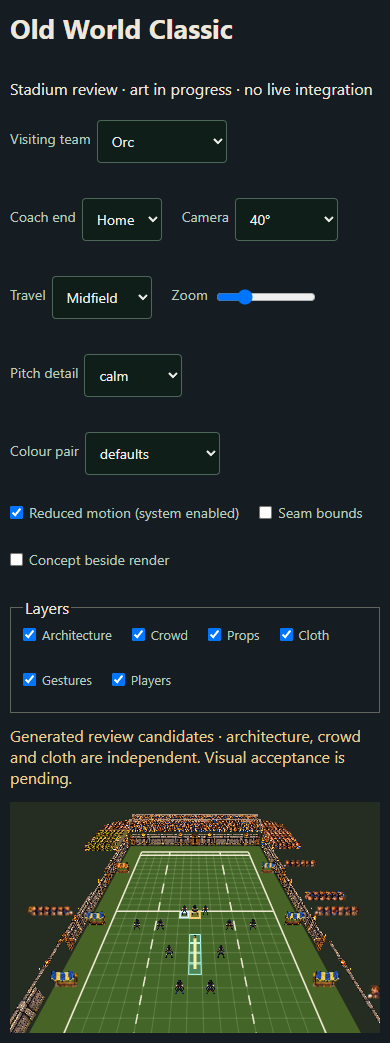 Old World Classic
Stadium review · art in progress · no live integration
Visiting team Orc
Coach end Home Camera 40°
Travel Midfield Zoom
Pitch detail calm
Colour pair defaults
Reduced motion (system enabled) Seam bounds
Concept beside render
Layers
Architecture Crowd Props Cloth
Gestures Players
Generated review candidates · architecture, crowd
and cloth are independent. Visual acceptance is
pending.